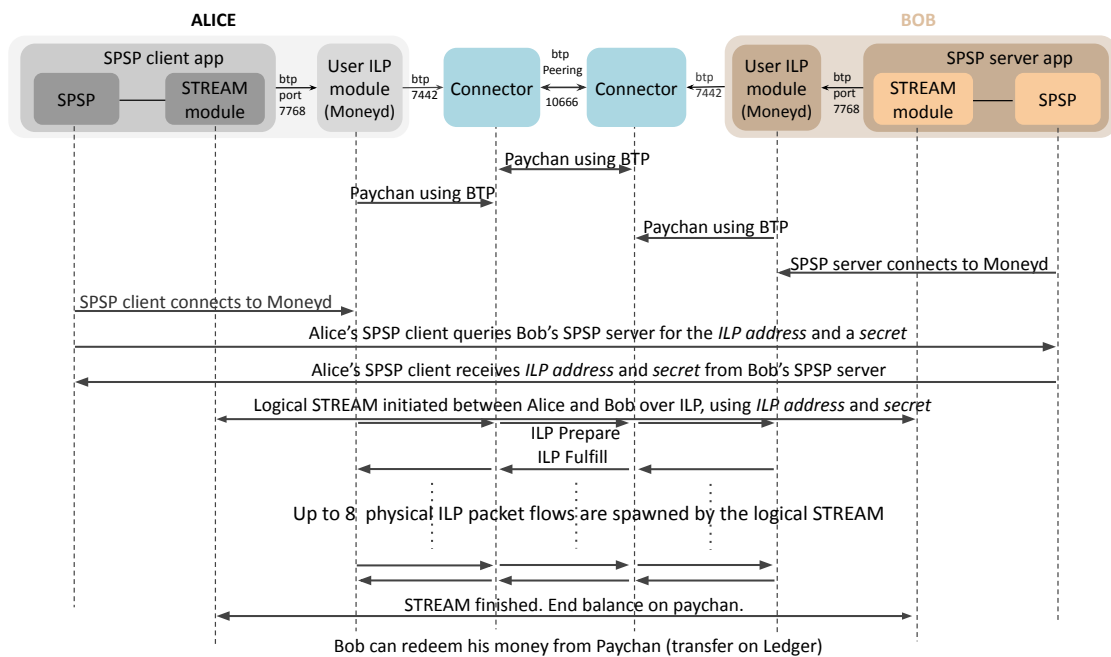 ALICE
BOB
SPSP client app
SPSP
STREAM
module
btp
port
7768
User ILP
module
(Moneyd)
btp
7442
Connector
btp
Peering
10666
Connector
btp
7442
User ILP
module
(Moneyd)
btp
port
7768
SPSP server app
STREAM
module
SPSP
Paychan using BTP
Paychan using BTP
Paychan using BTP
SPSP server connects to Moneyd
SPSP client connects to Moneyd
Alice's SPSP client queries Bob's SPSP server for the ILP address and a secret
Alice's SPSP client receives ILP address and secret from Bob's SPSP server
Logical STREAM initiated between Alice and Bob over ILP, using ILP address and secret
ILP Prepare
ILP Fulfill
Up to 8 physical ILP packet flows are spawned by the logical STREAM
STREAM finished. End balance on paychan.
Bob can redeem his money from Paychan (transfer on Ledger)